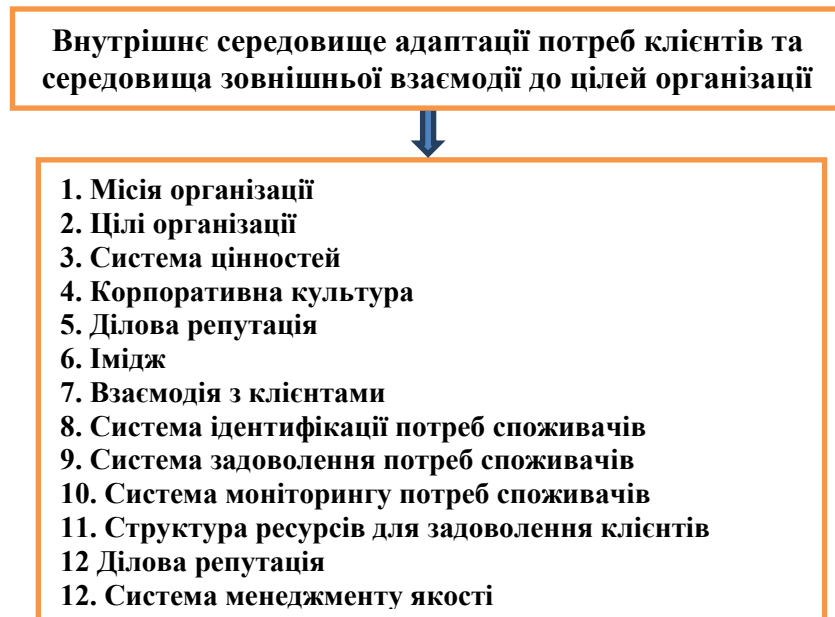 Внутрішнє середовище адаптації потреб клієнтів та
середовища зовнішньої взаємодії до цілей організації
1. Місія організації
2. Цілі організації
3. Система цінностей
4. Корпоративна культура
5. Ділова репутація
6. Імідж
7. Взаємодія з клієнтами
8. Система ідентифікації потреб споживачів
9. Система задоволення потреб споживачів
10. Система моніторингу потреб споживачів
11. Структура ресурсів для задоволення клієнтів
12 Ділова репутація
12. Система менеджменту якості